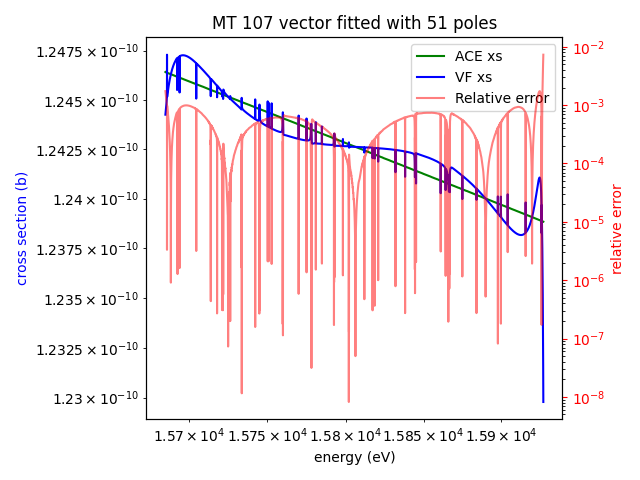 MT 107 vector fitted with 51 poles
ACE xs
VF xs
Relative error
cross section (b)
1.2475 × 10⁻¹⁰
1.245 × 10⁻¹⁰
1.2425 × 10⁻¹⁰
1.24 × 10⁻¹⁰
1.2375 × 10⁻¹⁰
1.235 × 10⁻¹⁰
1.2325 × 10⁻¹⁰
1.23 × 10⁻¹⁰
10⁻²
10⁻³
10⁻⁴
10⁻⁵
10⁻⁶
10⁻⁷
10⁻⁸
relative error
1.57 × 10⁴ 1.575 × 10⁴ 1.58 × 10⁴ 1.585 × 10⁴ 1.59 × 10⁴
energy (eV)